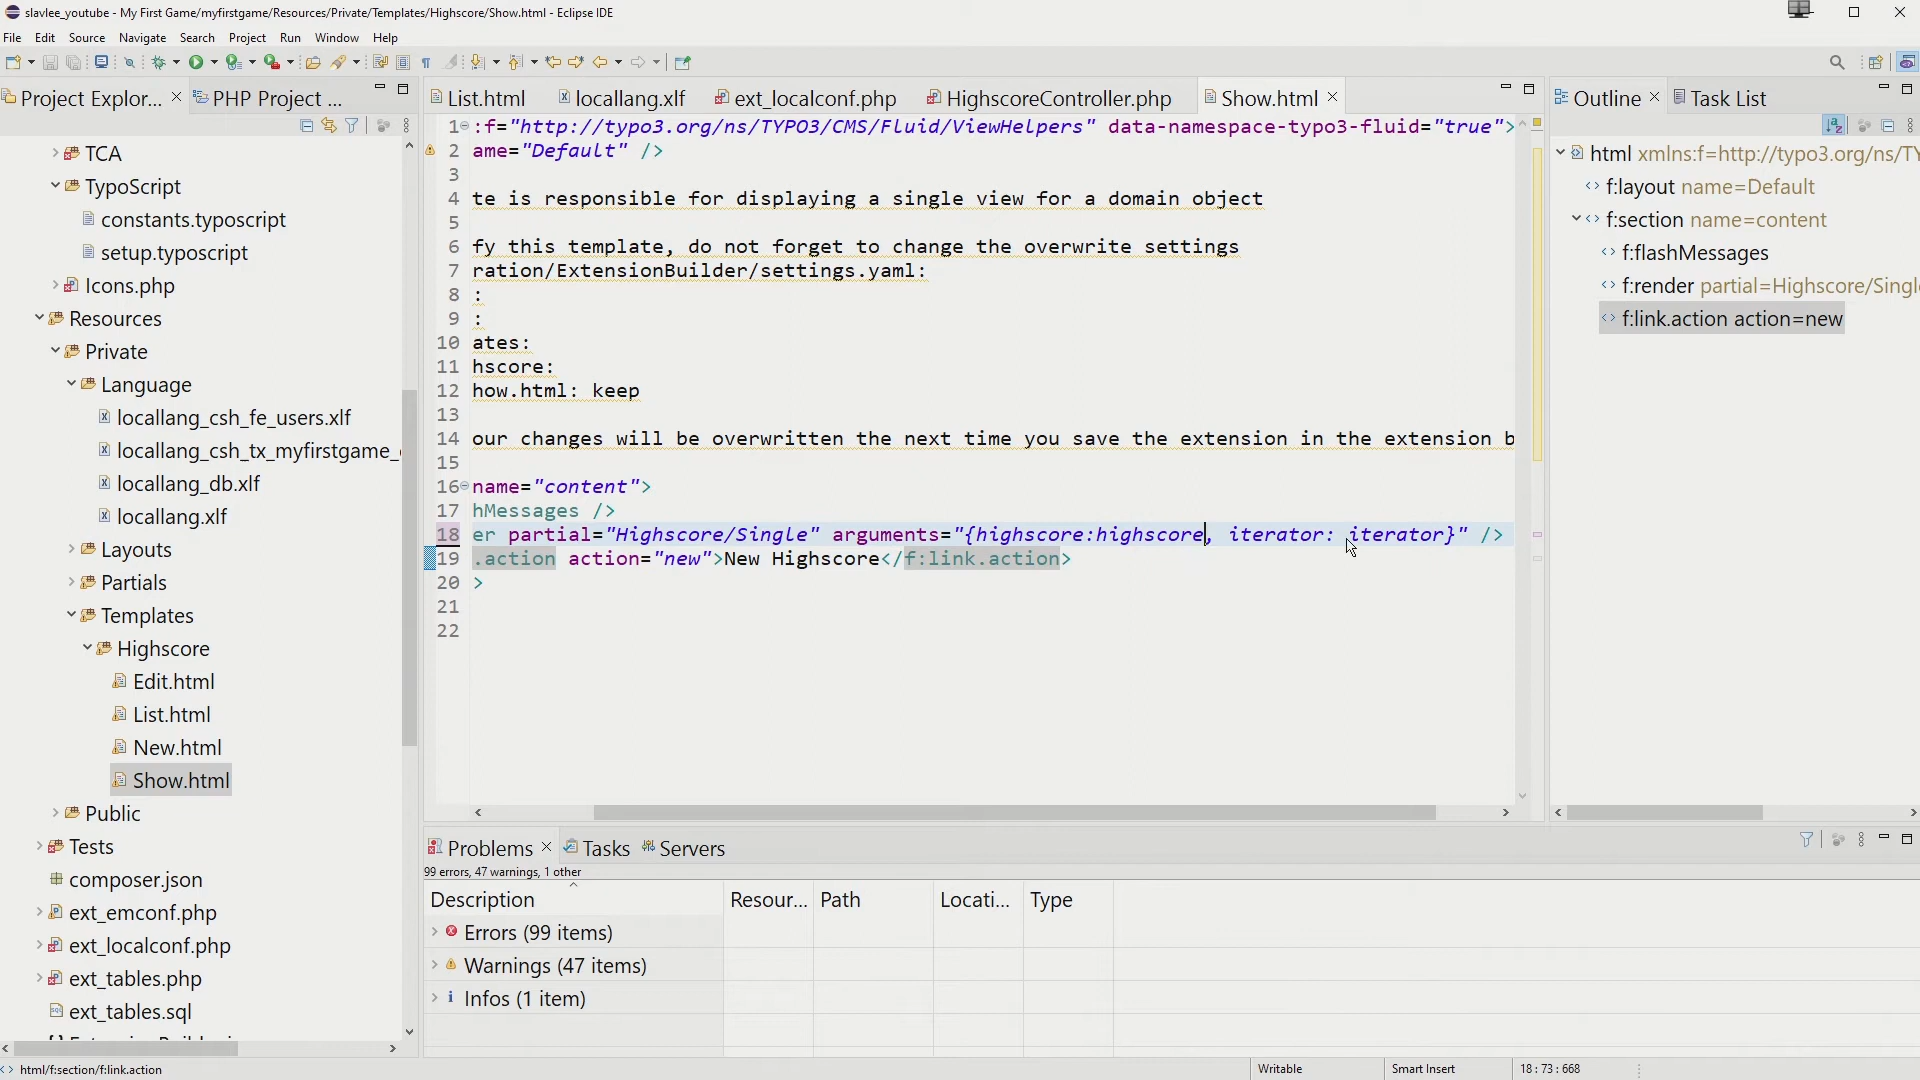 slavlee_youtube - My First Game/myfirstgame/Resources/Private/Templates/Highscore/Show.html - Eclipse IDE
File Edit Source Navigate Search Project Run Window Help
Project Explor... PHP Project ...
TCA
TypoScript
constants.typoscript
setup.typoscript
Icons.php
Resources
Private
Language
locallang_csh_fe_users.xlf
locallang_csh_tx_myfirstgame_
locallang_db.xlf
locallang.xlf
Layouts
Partials
Templates
Highscore
Edit.html
List.html
New.html
Show.html
Public
Tests
composer.json
ext_emconf.php
ext_localconf.php
ext_tables.php
ext_tables.sql
List.html locallang.xlf ext_localconf.php HighscoreController.php Show.html
1 :f="http://typo3.org/ns/TYPO3/CMS/Fluid/ViewHelpers" data-namespace-typo3-fluid="true">
2 ame="Default" />
3
4 te is responsible for displaying a single view for a domain object
5
6 fy this template, do not forget to change the overwrite settings
7 ration/ExtensionBuilder/settings.yaml:
8 :
9 :
10 ates:
11 hscore:
12 how.html: keep
13
14 our changes will be overwritten the next time you save the extension in the extension b
15
16 name="content">
17 hMessages />
18 er partial="Highscore/Single" arguments="{highscore:highscore, iterator: iterator}" />
19 .action action="new">New Highscore</f:link.action>
20 >
21
22
Outline Task List
html xmlns:f=http://typo3.org/ns/TY
f:layout name=Default
f:section name=content
f:flashMessages
f:render partial=Highscore/Singl
f:link.action action=new
Problems Tasks Servers
99 errors, 47 warnings, 1 other
Description Resour... Path Locati... Type
Errors (99 items)
Warnings (47 items)
Infos (1 item)
html/f:section/f:link.action Writable Smart Insert 18 : 73 : 668